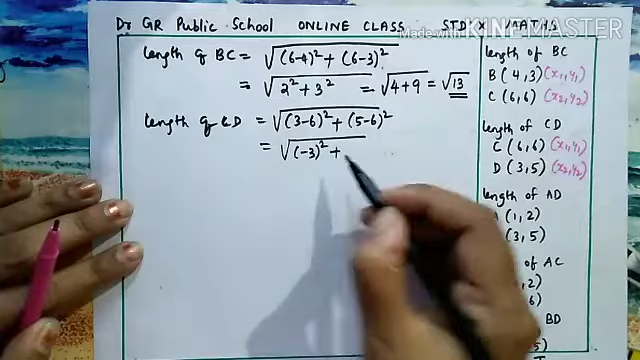 Dr GR Public School ONLINE CLASS STD X MATHS
Made with KINEMASTER
length of BC = √(6-4)² + (6-3)²
= √2² + 3² = √4+9 = √13
length of CD = √(3-6)² + (5-6)²
= √(-3)² +
length of BC
B (4,3) (x₁,y₁)
C (6,6) (x₂,y₂)
length of CD
C (6,6) (x₁,y₁)
D (3,5) (x₂,y₂)
length of AD
A (1,2)
(3,5)
of AC
,2)
6)
BD